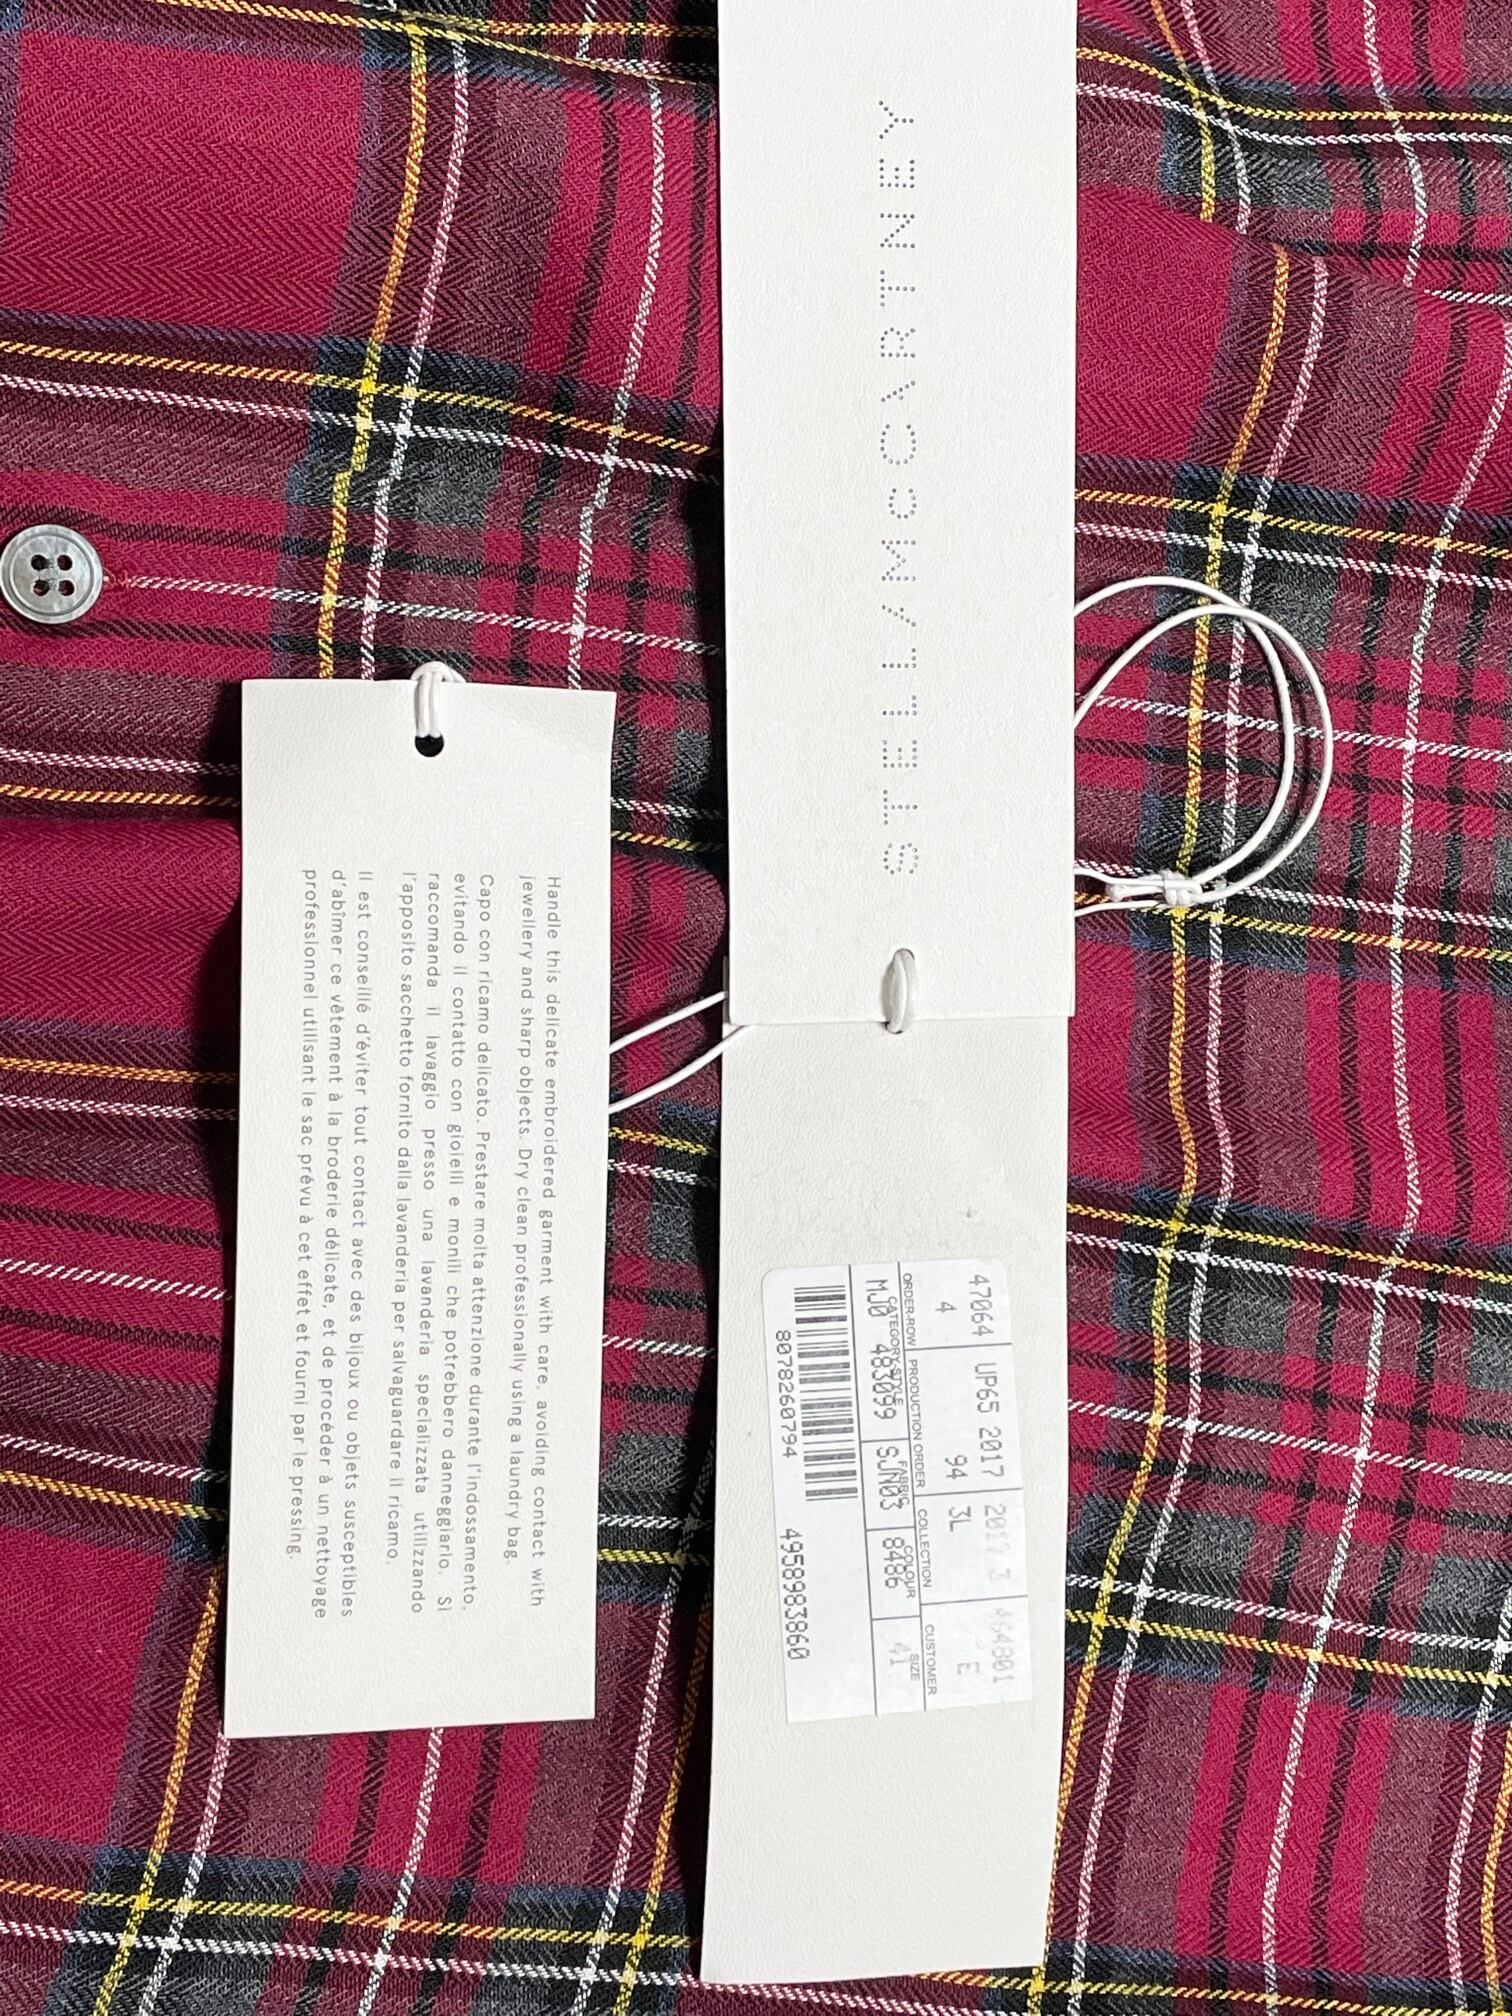 STELLA McCARTNEY
Handle this delicate embroidered garment with care, avoiding contact with
jewellery and sharp objects. Dry clean professionally using a laundry bag.
Capo con ricamo delicato. Prestare molta attenzione durante l'indossamento,
evitando il contatto con gioielli e monili che potrebbero danneggiarlo. Si
raccomanda il lavaggio presso una lavanderia specializzata utilizzando
l'apposito sacchetto fornito dalla lavanderia per salvaguardare il ricamo.
Il est conseillé d'éviter tout contact avec des bijoux ou objets susceptibles
d'abîmer ce vêtement à la broderie délicate, et de procéder à un nettoyage
professionnel utilisant le sac prévu à cet effet et fourni par le pressing.
47064 UP65 2017 2017 3
4 94 3L E
ORDER-ROW PRODUCTION ORDER COLLECTION CUSTOMER
CATEGORY-STYLE FABRIC COLOUR SIZE
MJ0 483099 SJN03 8486 41
8078260794 4958983860